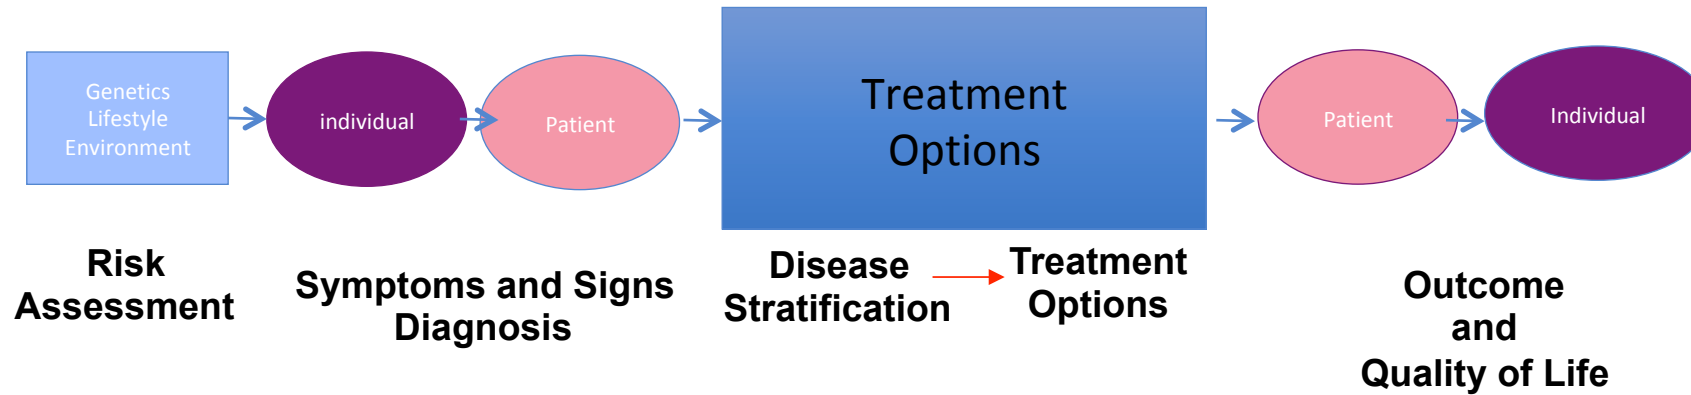 Genetics
Lifestyle
Environment
individual
Patient
Treatment
Options
Patient
Individual
Risk
Assessment
Symptoms and Signs
Diagnosis
Disease
Stratification
Treatment
Options
Outcome
and
Quality of Life